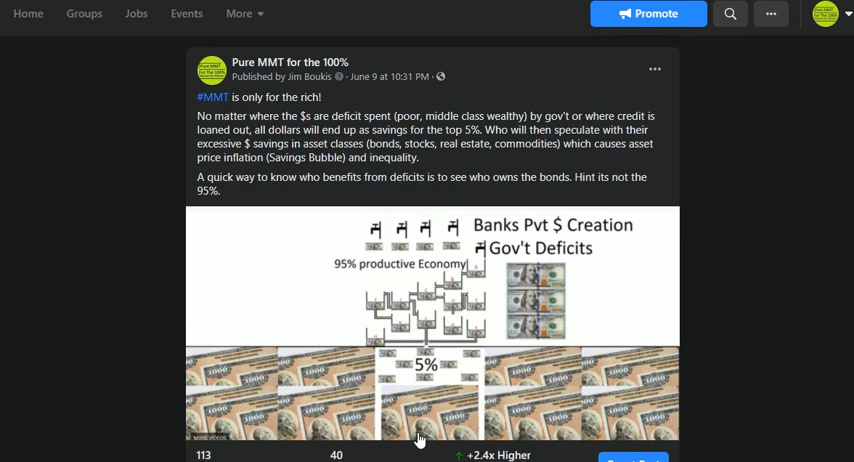 Home Groups Jobs Events More Promote
Pure MMT for the 100%
Published by Jim Boukis · June 9 at 10:31 PM ·
#MMT is only for the rich!
No matter where the $s are deficit spent (poor, middle class wealthy) by gov't or where credit is
loaned out, all dollars will end up as savings for the top 5%. Who will then speculate with their
excessive $ savings in asset classes (bonds, stocks, real estate, commodities) which causes asset
price inflation (Savings Bubble) and inequality.
A quick way to know who benefits from deficits is to see who owns the bonds. Hint its not the
95%.
Banks Pvt $ Creation
Gov't Deficits
95% productive Economy
5%
MORE VIDEOS
113 40 +2.4x Higher